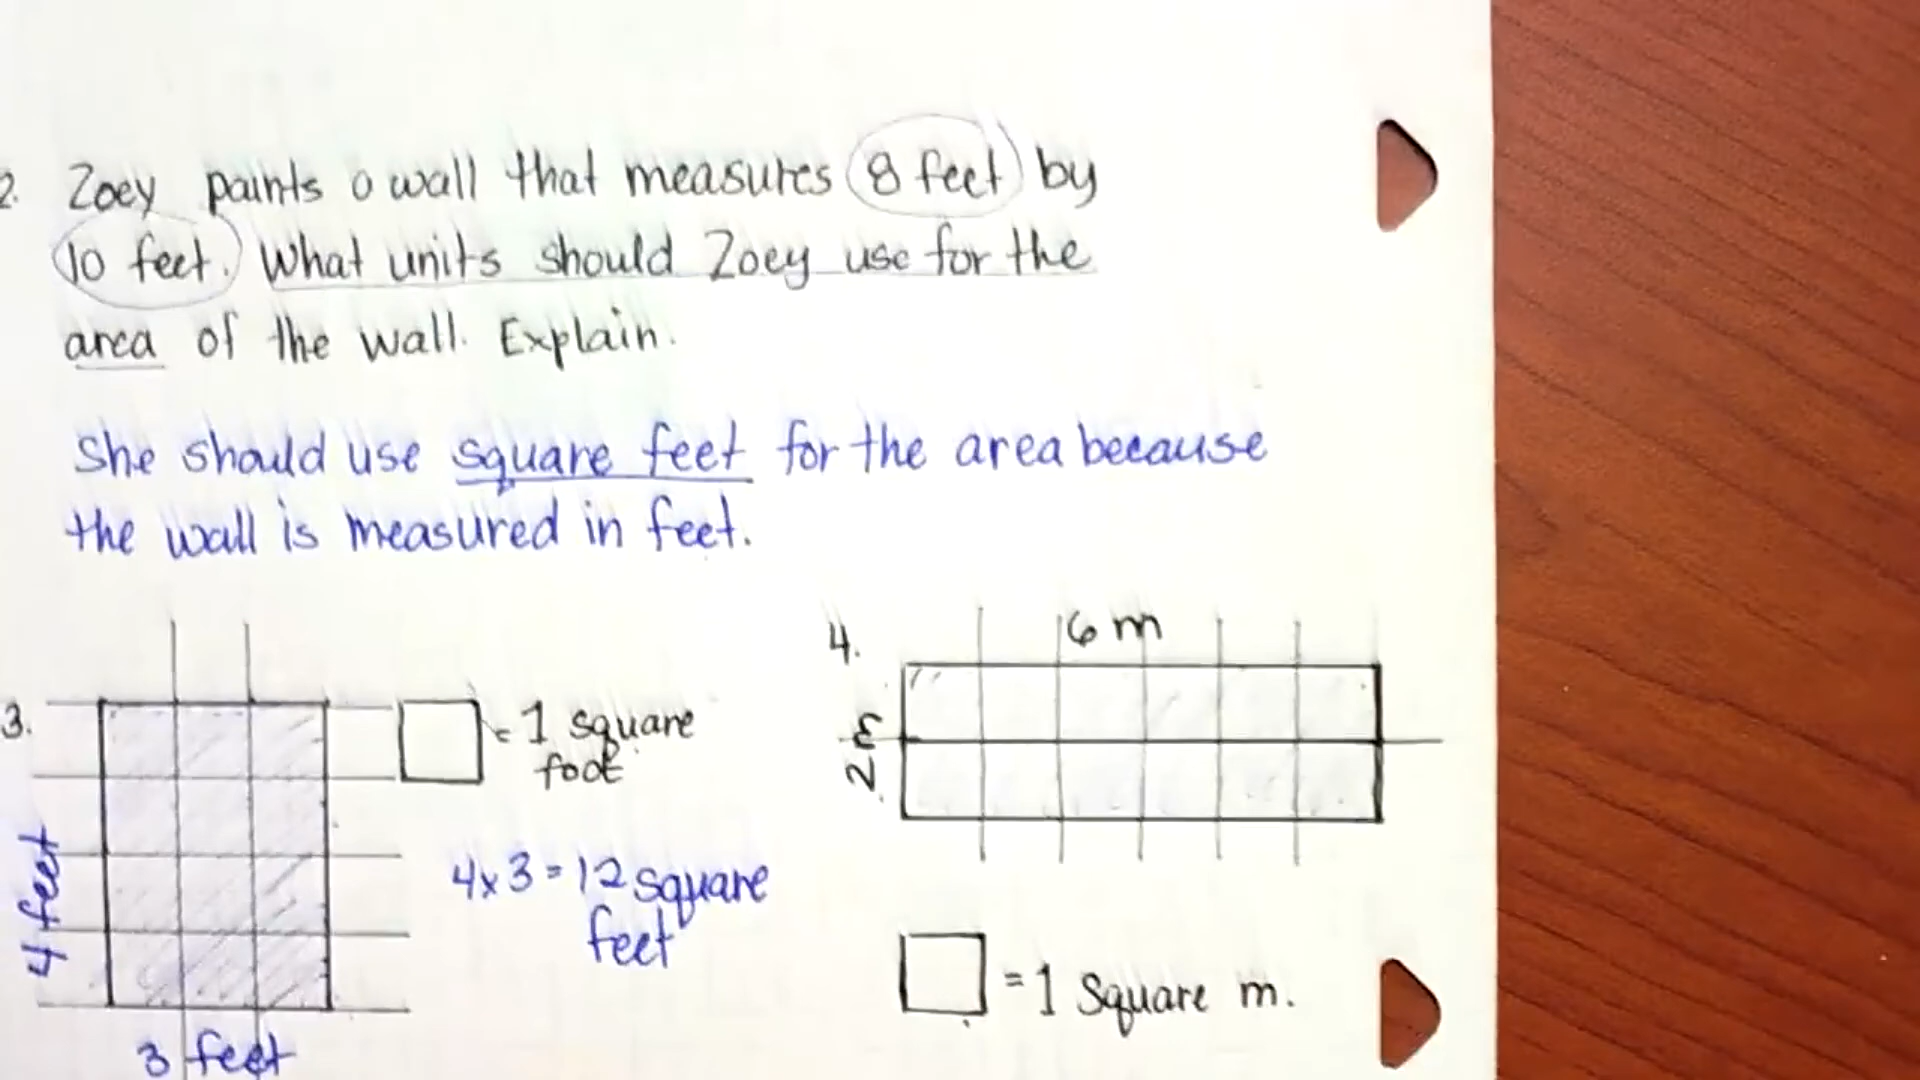 2. Zoey paints a wall that measures 8 feet by
10 feet. What units should Zoey use for the
area of the wall. Explain.
She should use square feet for the area because
the wall is measured in feet.
3.
= 1 square
foot
4 feet
4x3=12 square
feet
3 feet
4.
6 m
2 m
= 1 Square m.